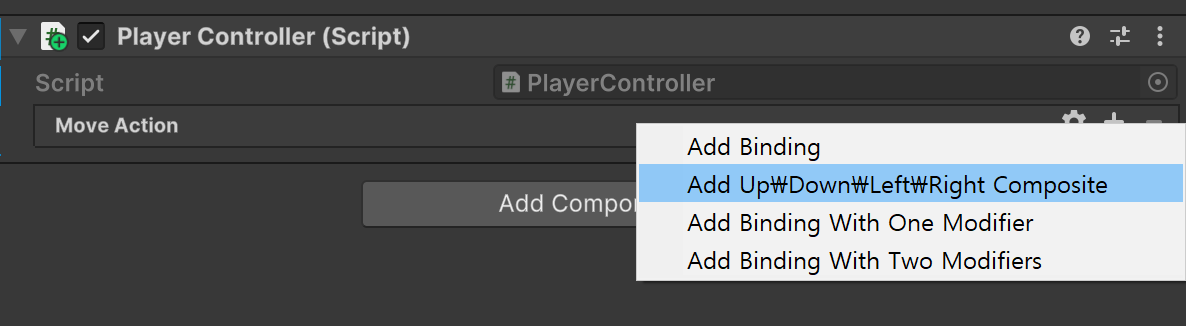 Player Controller (Script)
Script
# PlayerController
Move Action
Add Binding
Add Up₩Down₩Left₩Right Composite
Add Compo
Add Binding With One Modifier
Add Binding With Two Modifiers